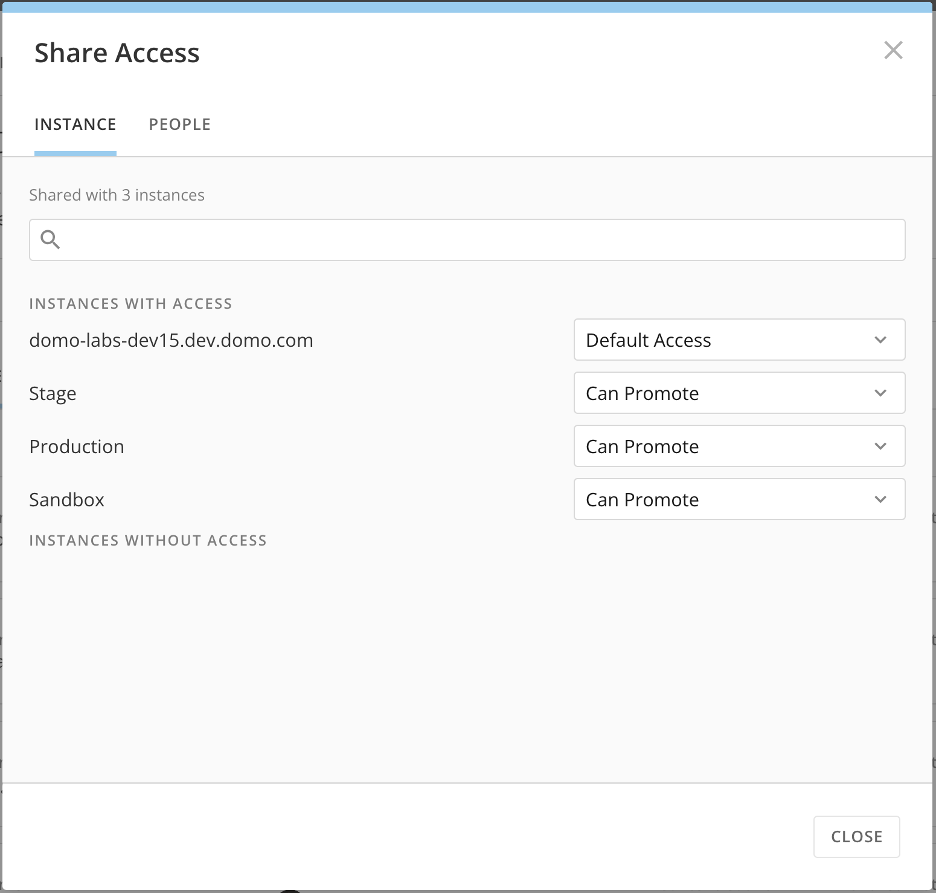 Share Access
INSTANCE PEOPLE
Shared with 3 instances
INSTANCES WITH ACCESS
domo-labs-dev15.dev.domo.com Default Access
Stage Can Promote
Production Can Promote
Sandbox Can Promote
INSTANCES WITHOUT ACCESS
CLOSE